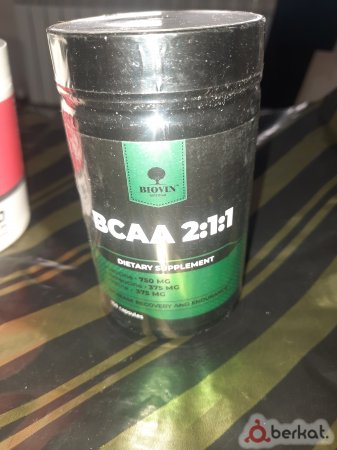 BIOVIN
BCAA 2:1:1
DIETARY SUPPLEMENT
- 750 MG
- 375 MG
- 375 MG
RECOVERY AND ENDURANCE
capsules
berkat.